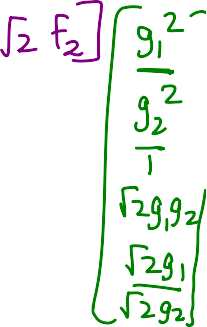 √2 f₂]
[g₁²
g₂²
1
√2g₁g₂
√2g₁
√2g₂]